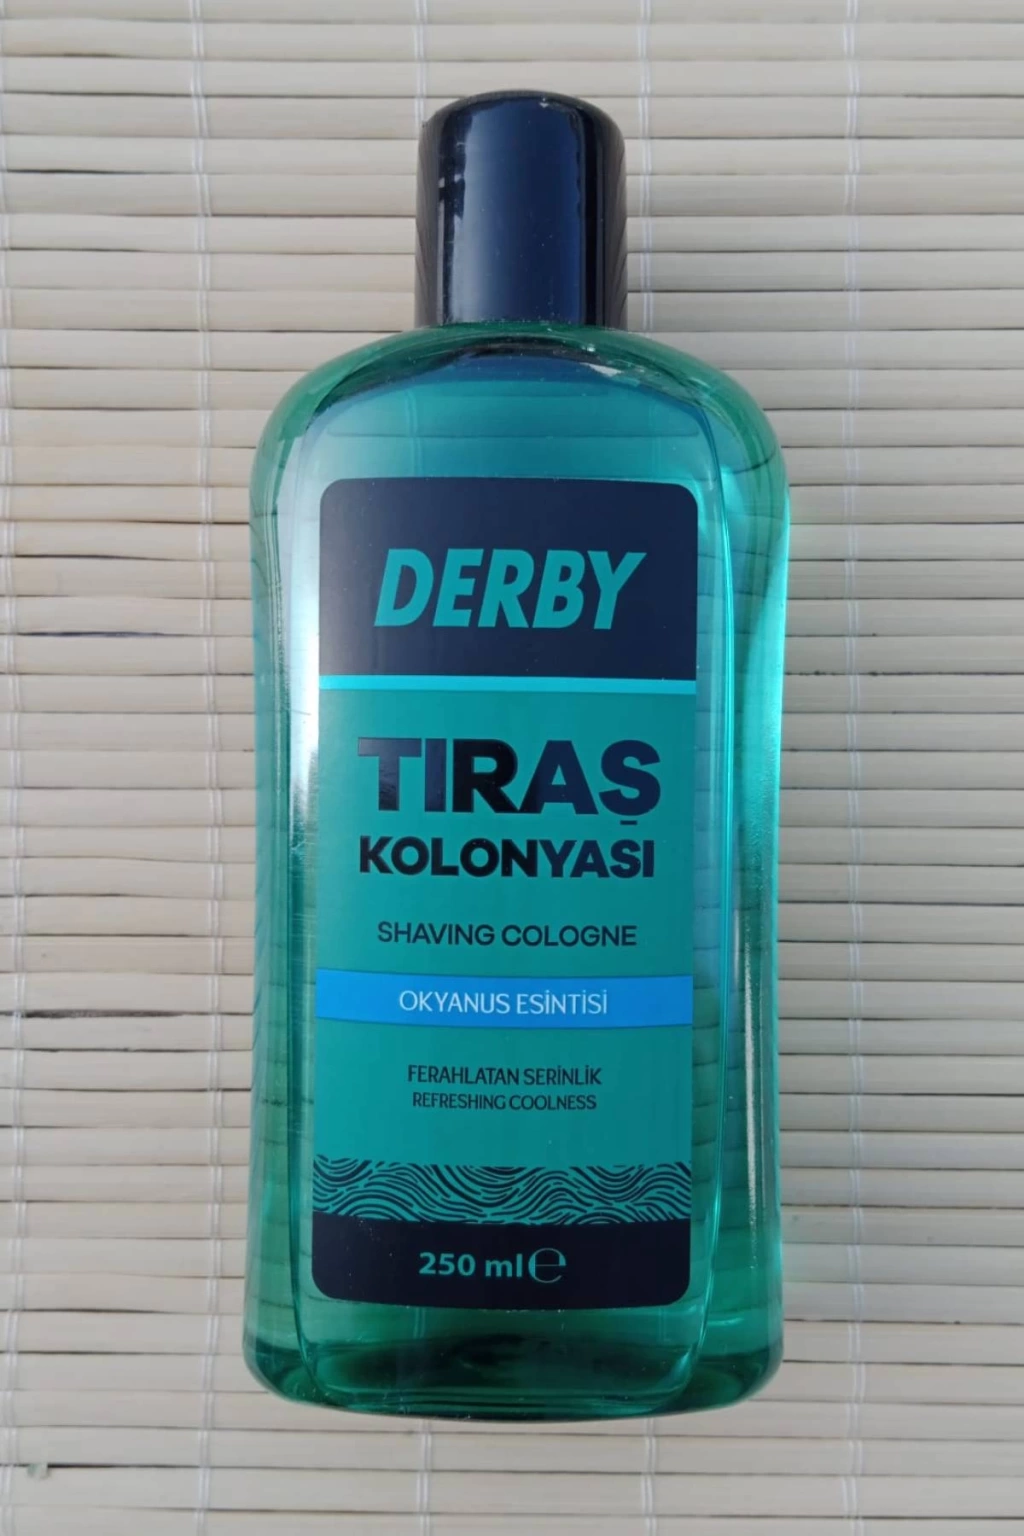 DERBY
TIRAŞ
KOLONYASI
SHAVING COLOGNE
OKYANUS ESİNTİSİ
FERAHLATAN SERİNLİK
REFRESHING COOLNESS
250 ml ℮